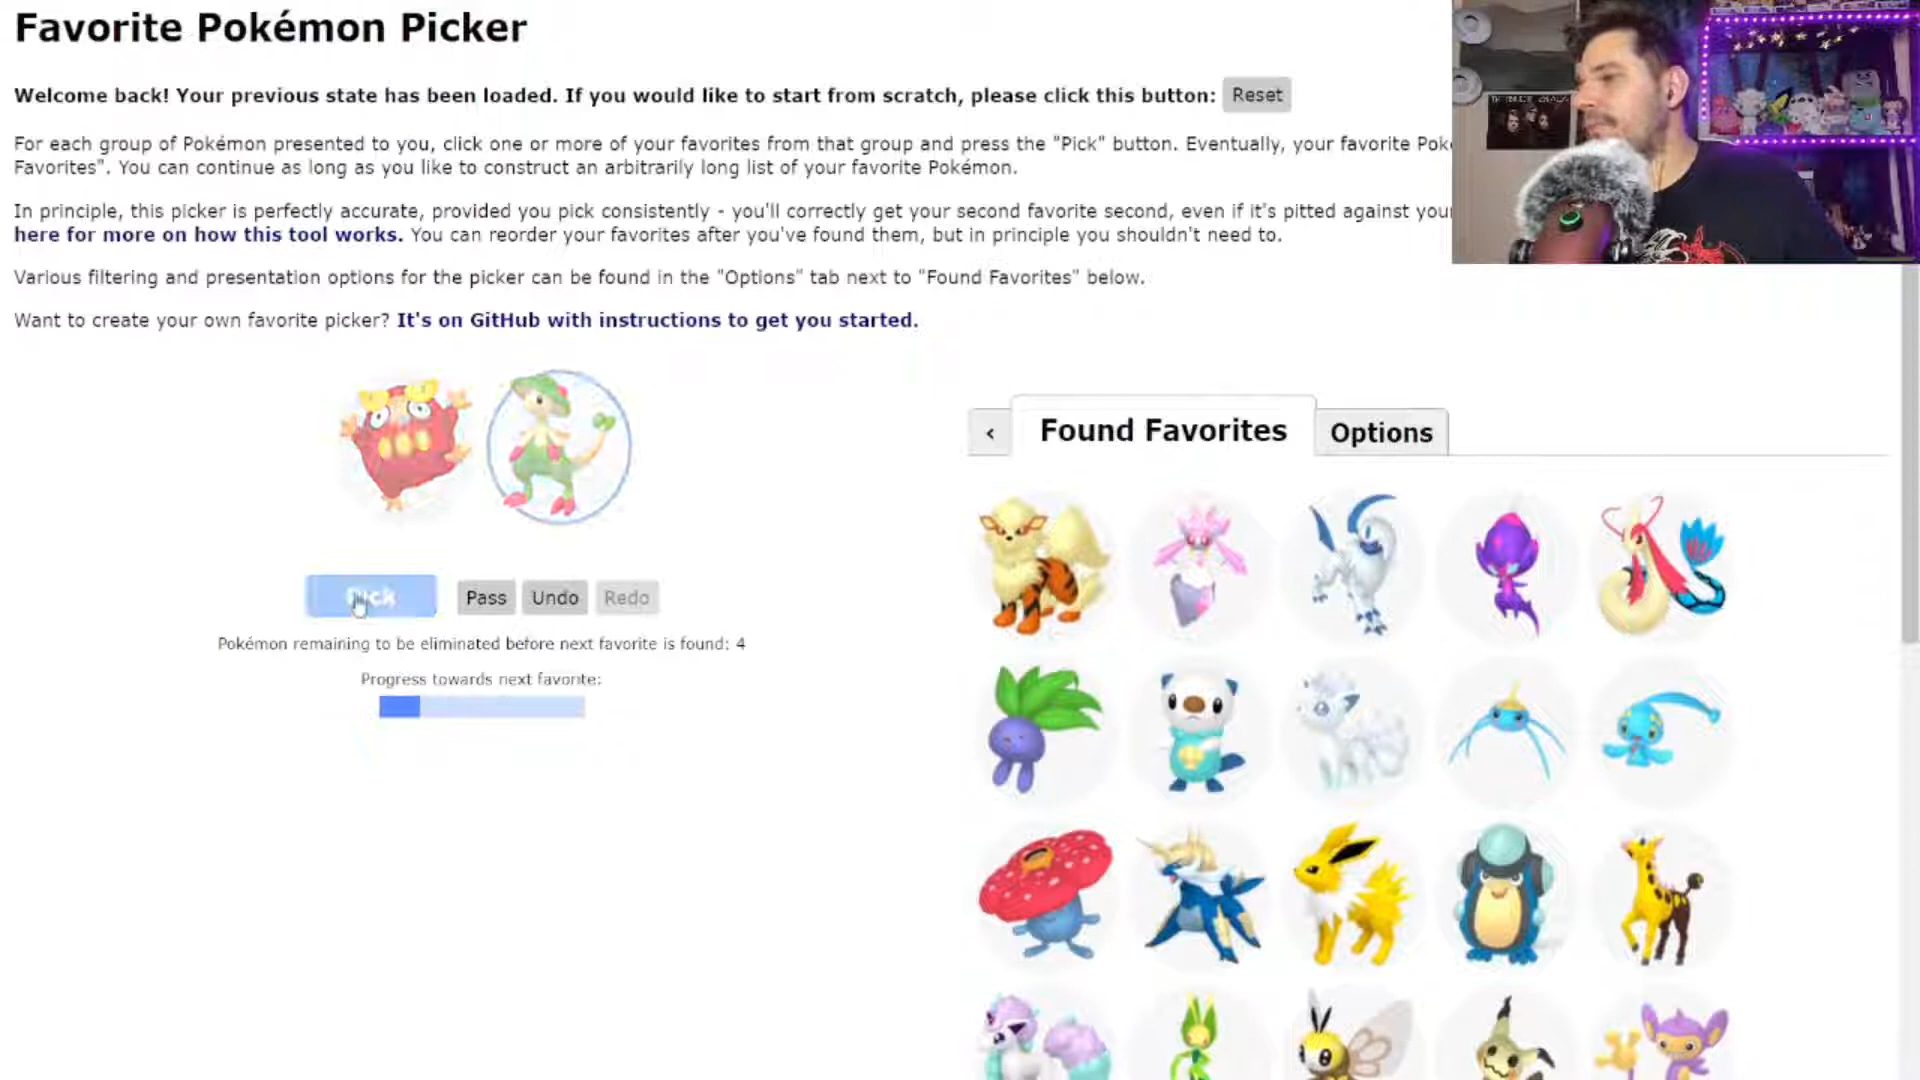 Favorite Pokémon Picker
Welcome back! Your previous state has been loaded. If you would like to start from scratch, please click this button: Reset
For each group of Pokémon presented to you, click one or more of your favorites from that group and press the "Pick" button. Eventually, your favorite Pok
Favorites". You can continue as long as you like to construct an arbitrarily long list of your favorite Pokémon.
In principle, this picker is perfectly accurate, provided you pick consistently - you'll correctly get your second favorite second, even if it's pitted against your
here for more on how this tool works. You can reorder your favorites after you've found them, but in principle you shouldn't need to.
Various filtering and presentation options for the picker can be found in the "Options" tab next to "Found Favorites" below.
Want to create your own favorite picker? It's on GitHub with instructions to get you started.
‹ Found Favorites Options
Pick Pass Undo Redo
Pokémon remaining to be eliminated before next favorite is found: 4
Progress towards next favorite: